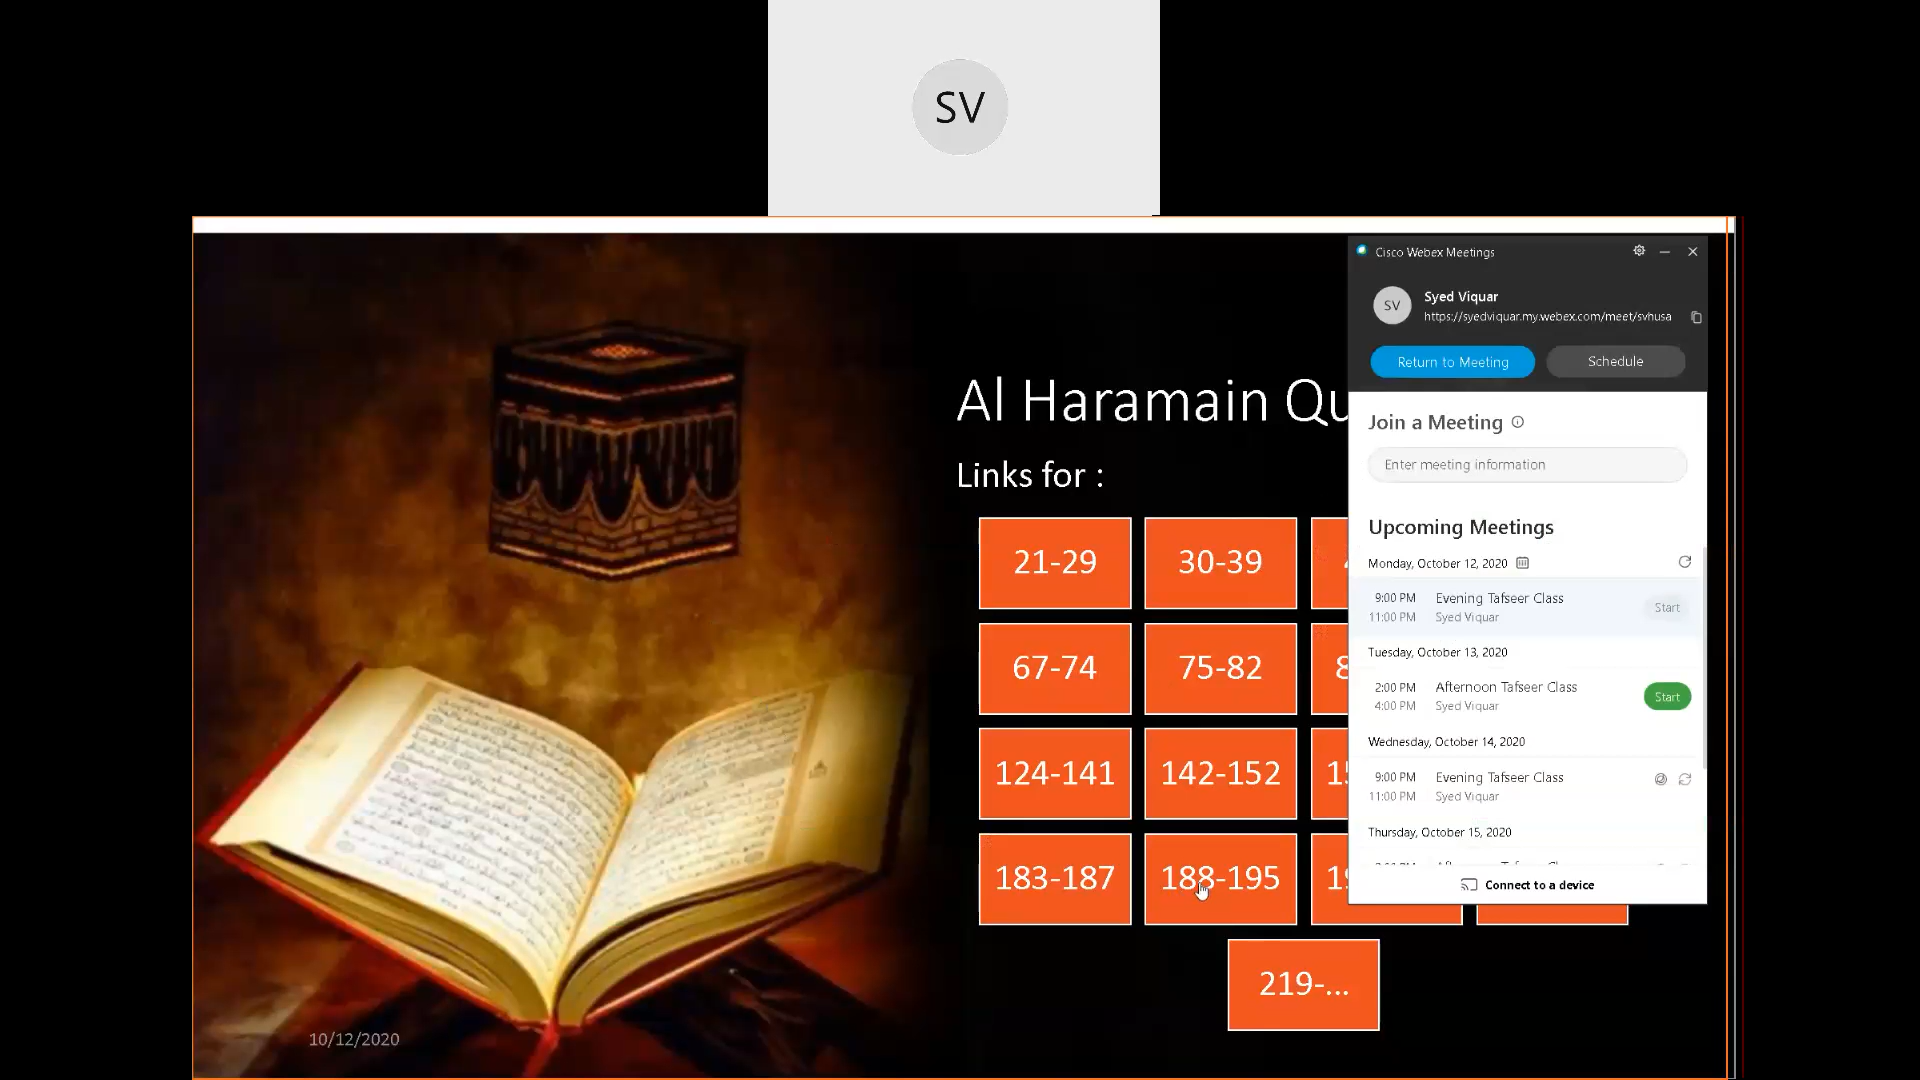 SV
Cisco Webex Meetings
SV
Syed Viquar
https://syedviquar.my.webex.com/meet/svhusa
Return to Meeting
Schedule
Al Haramain
Links for :
Join a Meeting
Enter meeting information
Upcoming Meetings
Monday, October 12, 2020
9:00 PM Evening Tafseer Class
Start
11:00 PM Syed Viquar
Tuesday, October 13, 2020
2:00 PM Afternoon Tafseer Class
Start
4:00 PM Syed Viquar
Wednesday, October 14, 2020
9:00 PM Evening Tafseer Class
11:00 PM Syed Viquar
Thursday, October 15, 2020
Connect to a device
21-29
30-39
67-74
75-82
124-141
142-152
183-187
188-195
219-...
10/12/2020